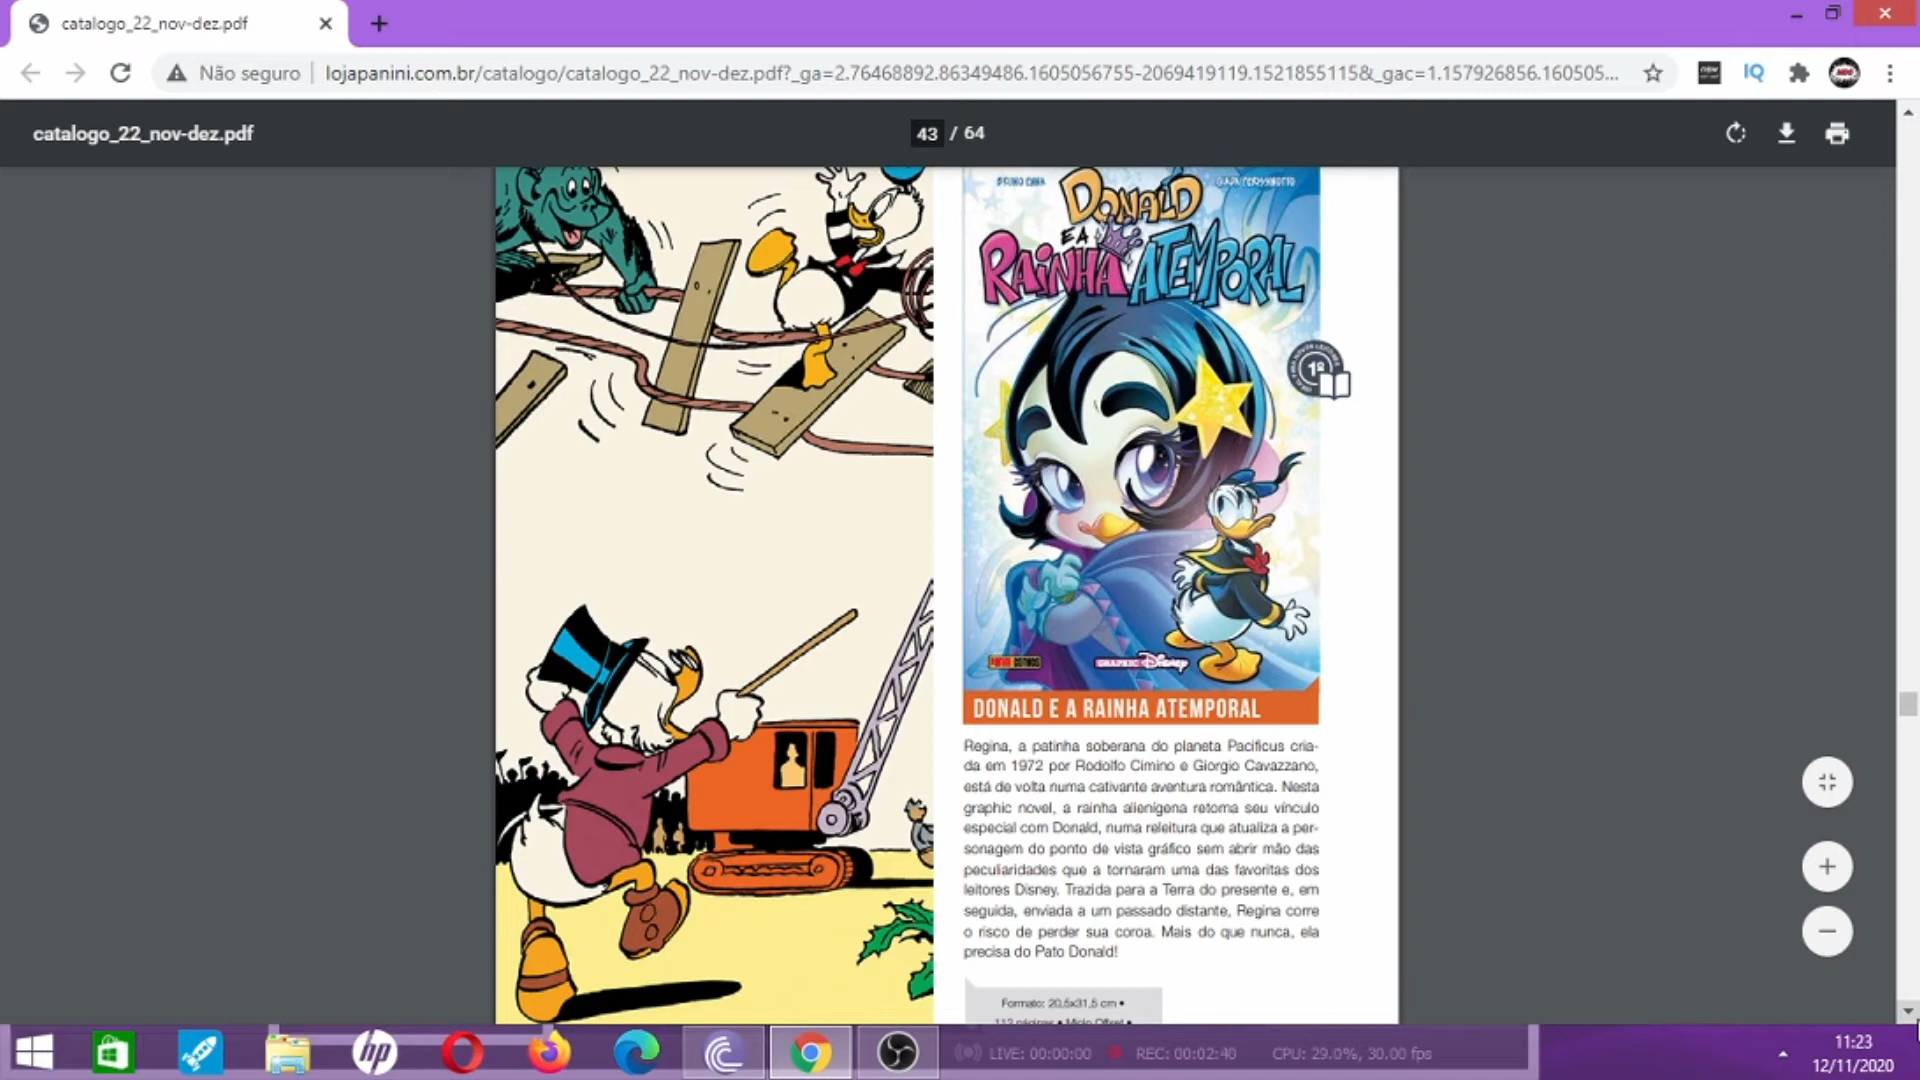 catalogo_22_nov-dez.pdf
Não seguro
lojapanini.com.br/catalogo/catalogo_22_nov-dez.pdf?_ga=2.76468892.86349486.1605056755-2069419119.1521855115&_gac=1.157926856.160505...
IQ
catalogo_22_nov-dez.pdf
43 / 64
DONALD
E A
RAINHA ATEMPORAL
1º
PANINI COMICS
GRAPHIC Disney
DONALD E A RAINHA ATEMPORAL
Regina, a patinha soberana do planeta Pacificus cria-
da em 1972 por Rodolfo Cimino e Giorgio Cavazzano,
está de volta numa cativante aventura romântica. Nesta
graphic novel, a rainha alienígena retoma seu vínculo
especial com Donald, numa releitura que atualiza a per-
sonagem do ponto de vista gráfico sem abrir mão das
peculiaridades que a tornaram uma das favoritas dos
leitores Disney. Trazida para a Terra do presente e, em
seguida, enviada a um passado distante, Regina corre
o risco de perder sua coroa. Mais do que nunca, ela
precisa do Pato Donald!
Formato: 20,5x31,5 cm •
hp
LIVE: 00:00:00
REC: 00:02:40
CPU: 29.0%, 30.00 fps
11:23
12/11/2020